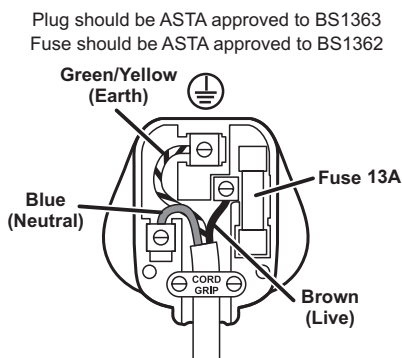 Plug should be ASTA approved to BS1363
Fuse should be ASTA approved to BS1362
Green/Yellow
(Earth)
Fuse 13A
Blue
(Neutral)
CORD
GRIP
Brown
(Live)